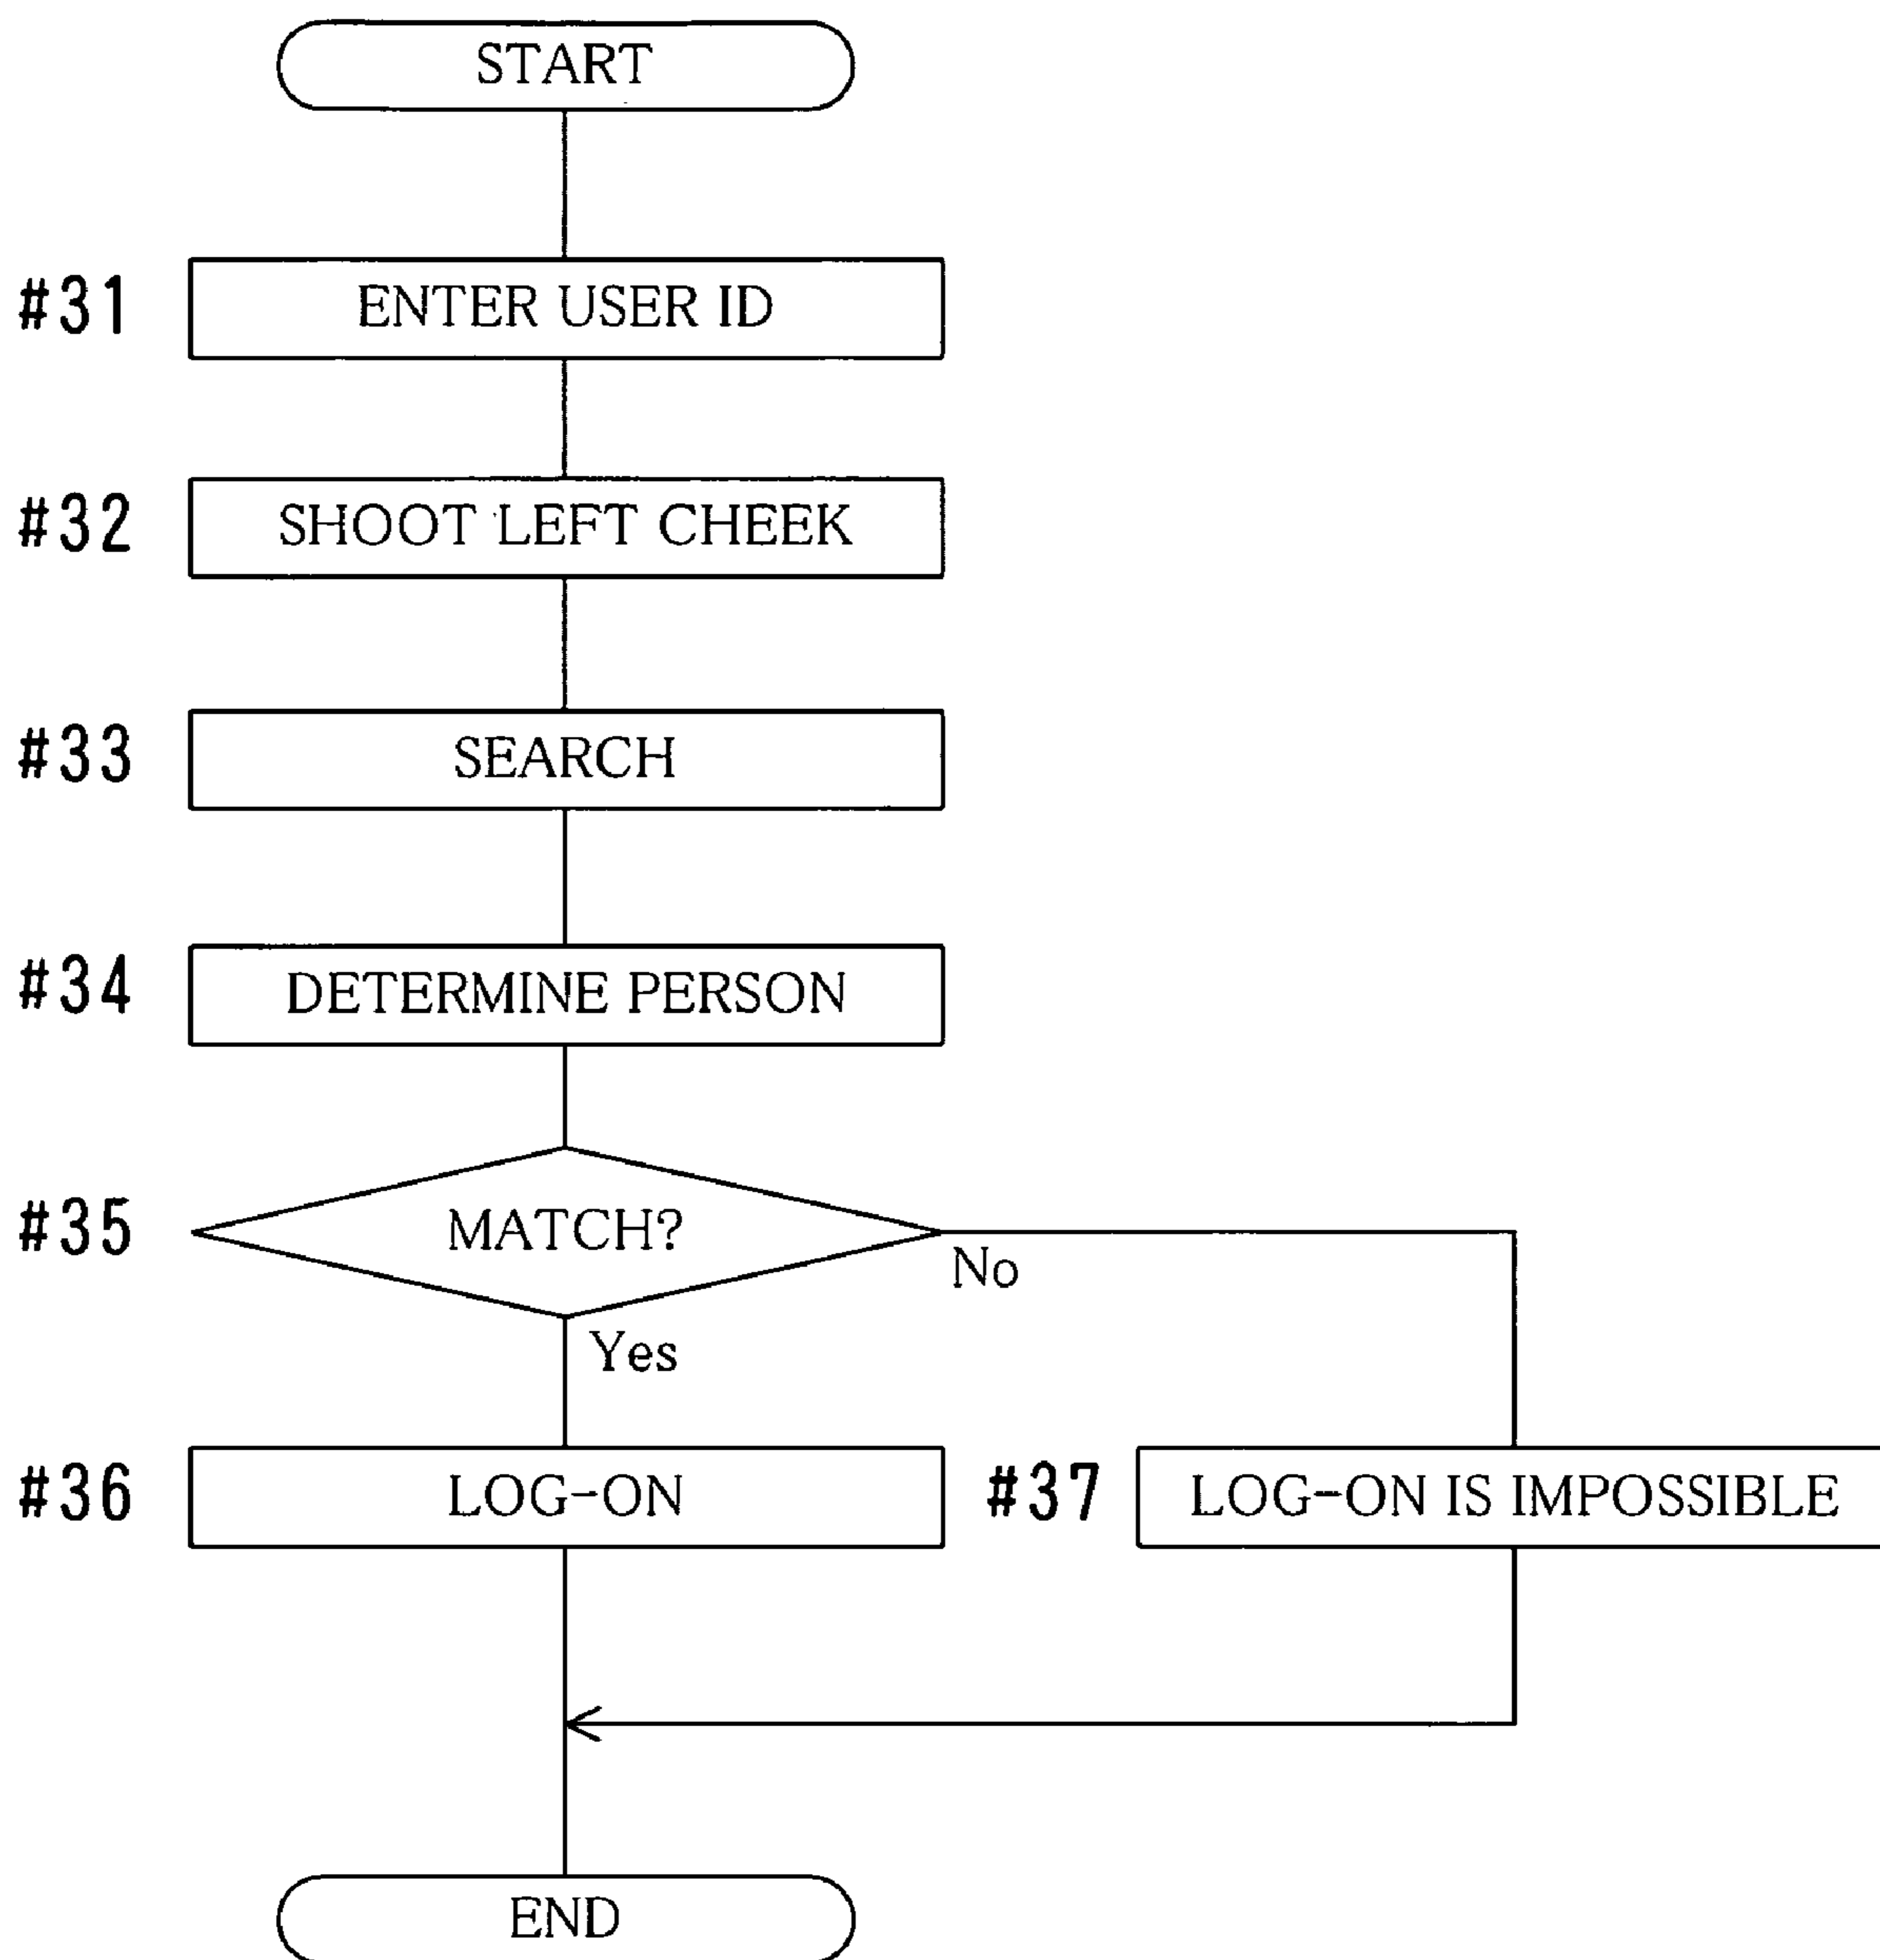 START
#31 ENTER USER ID
#32 SHOOT LEFT CHEEK
#33 SEARCH
#34 DETERMINE PERSON
#35 MATCH?
No
Yes
#36 LOG-ON #37 LOG-ON IS IMPOSSIBLE
END